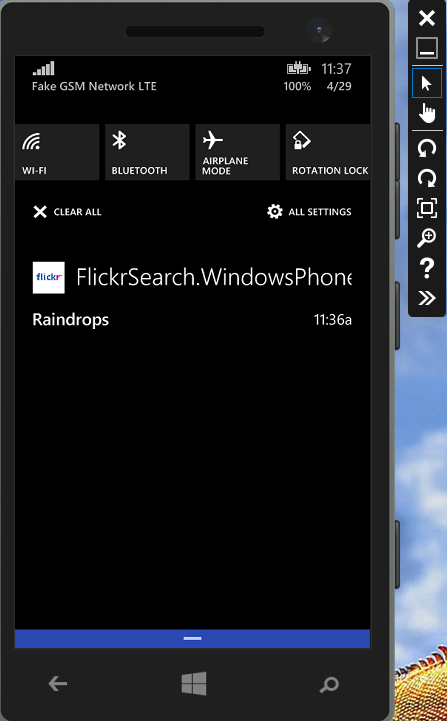 11:37
Fake GSM Network LTE 100% 4/29
WI-FI
BLUETOOTH
AIRPLANE
MODE
ROTATION LOCK
CLEAR ALL
ALL SETTINGS
flickr
FlickrSearch.WindowsPhone
Raindrops 11:36a